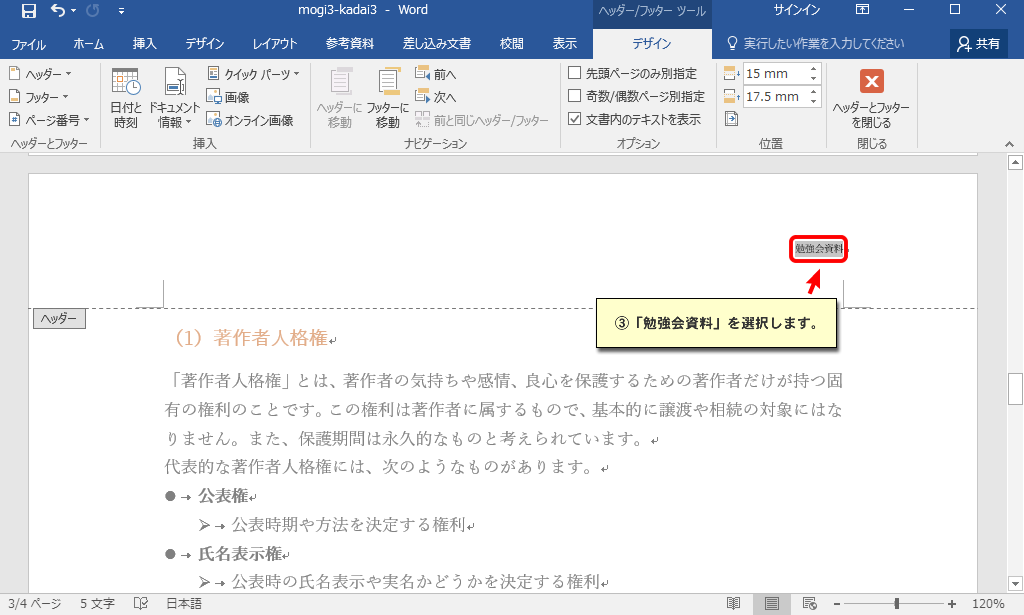 mogi3-kadai3 - Word
ヘッダー/フッター ツール
サインイン
ファイル ホーム 挿入 デザイン レイアウト 参考資料 差し込み文書 校閲 表示 デザイン 実行したい作業を入力してください 共有
ヘッダー
フッター
ページ番号
ヘッダーとフッター
日付と時刻
ドキュメント情報
クイック パーツ
画像
オンライン画像
挿入
ヘッダーに移動
フッターに移動
前へ
次へ
前と同じヘッダー/フッター
ナビゲーション
先頭ページのみ別指定
奇数/偶数ページ別指定
文書内のテキストを表示
オプション
15 mm
17.5 mm
位置
ヘッダーとフッターを閉じる
閉じる
勉強会資料
ヘッダー
③「勉強会資料」を選択します。
（1）著作者人格権
「著作者人格権」とは、著作者の気持ちや感情、良心を保護するための著作者だけが持つ固
有の権利のことです。この権利は著作者に属するもので、基本的に譲渡や相続の対象にはな
りません。また、保護期間は永久的なものと考えられています。
代表的な著作者人格権には、次のようなものがあります。
● → 公表権
➢ → 公表時期や方法を決定する権利
● → 氏名表示権
➢ → 公表時の氏名表示や実名かどうかを決定する権利
3/4 ページ 5 文字 日本語 120%